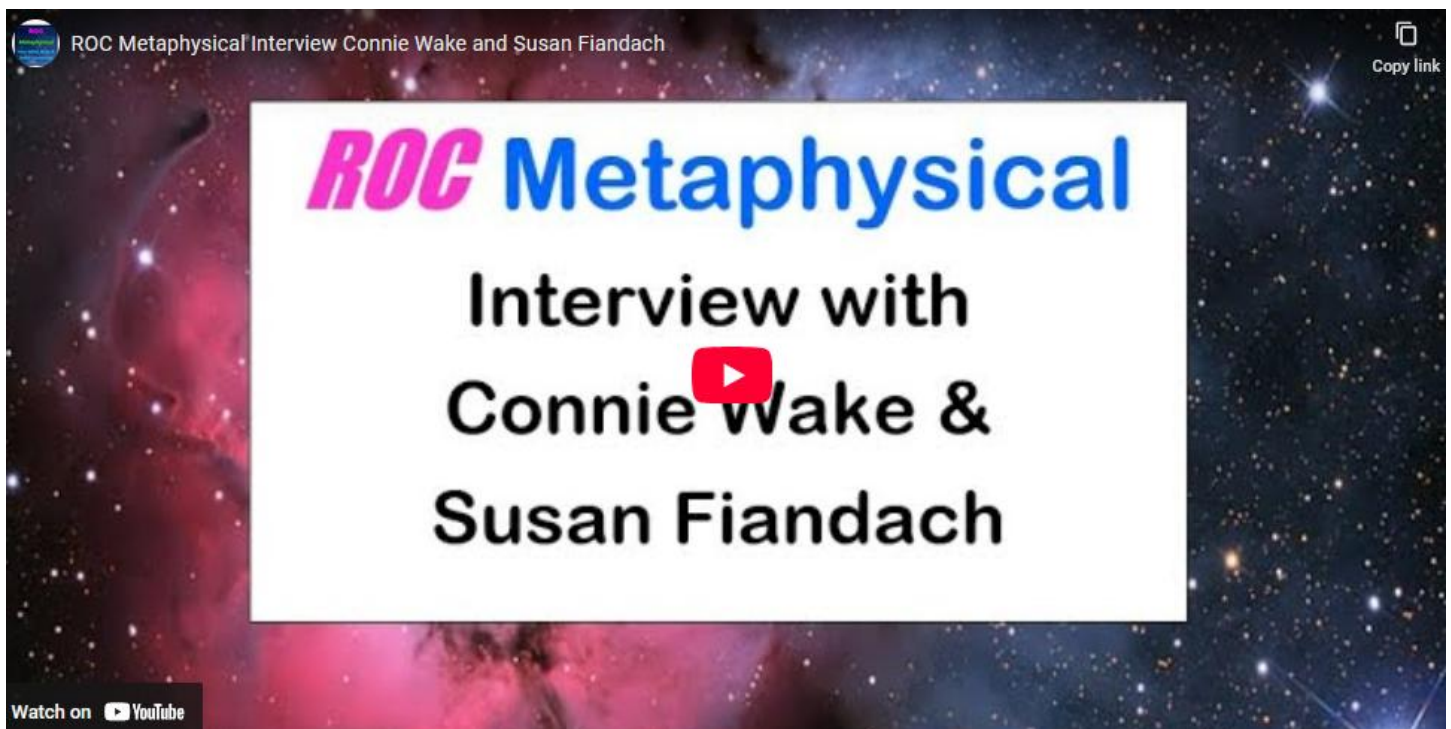 ROC Metaphysical Interview Connie Wake and Susan Fiandach
Copy link
ROC Metaphysical
Interview with
Connie Wake &
Susan Fiandach
Watch on YouTube